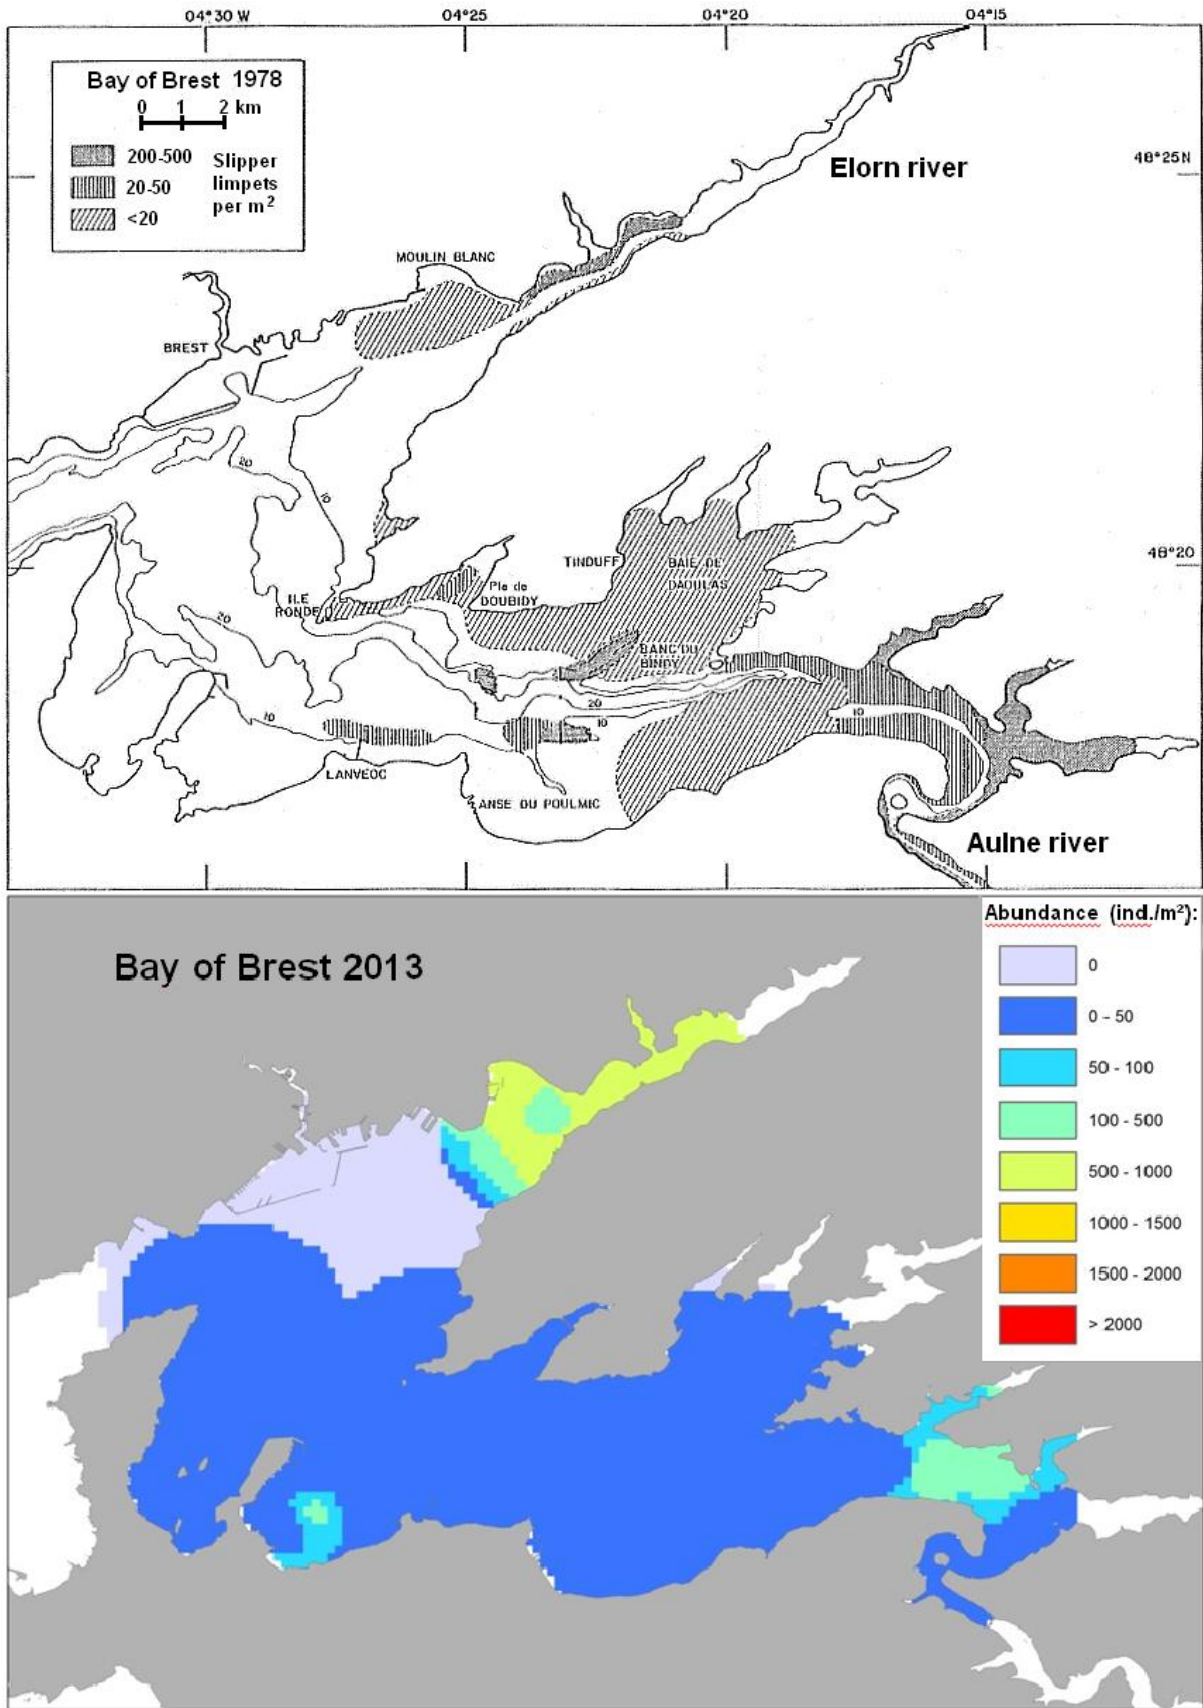 04°30 W
04°25
04°20
04°15
Bay of Brest 1978
0 1 2 km
200-500
20-50
<20
Slipper
limpets
per m²
Elorn river
48°25N
MOULIN BLANC
BREST
20
10
TINDUFF
BAIE DE
DAOULAS
48°20
Ple de
DOUBIDY
ILE
RONDE
20
BANC DU
BINDY
20
10
10
10
LANVEOC
ANSE DU POULMIC
Aulne river
Bay of Brest 2013
Abundance (ind./m²):
0
0 – 50
50 - 100
100 - 500
500 - 1000
1000 - 1500
1500 - 2000
> 2000